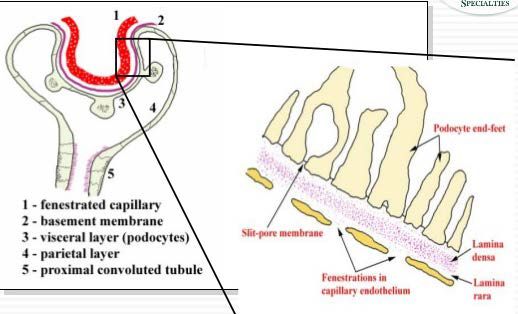 SPECIALTIES
1
2
3
4
5
1 - fenestrated capillary
2 - basement membrane
3 - visceral layer (podocytes)
4 - parietal layer
5 - proximal convoluted tubule
Podocyte end-feet
Slit-pore membrane
Fenestrations in
capillary endothelium
Lamina
densa
Lamina
rara